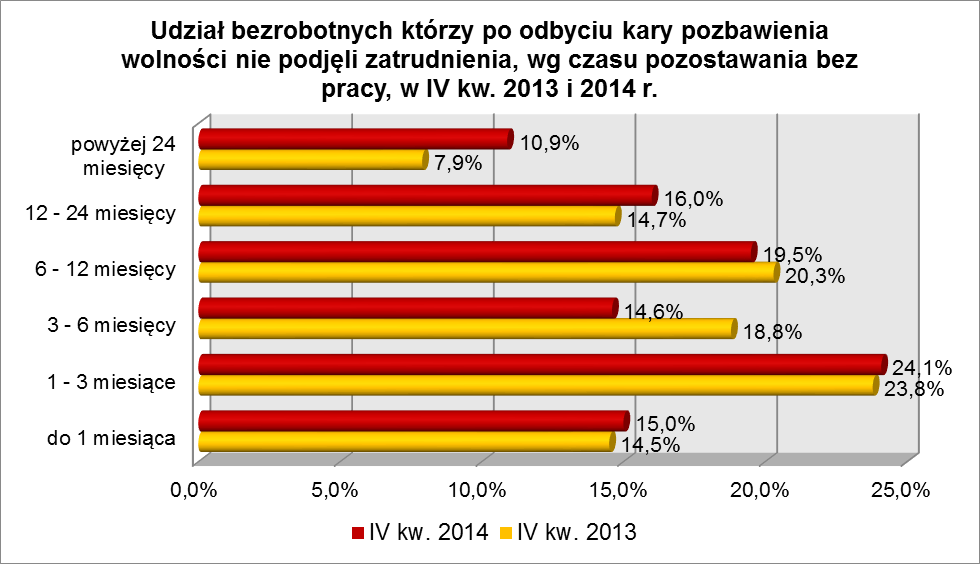 Udział bezrobotnych którzy po odbyciu kary pozbawienia
wolności nie podjęli zatrudnienia, wg czasu pozostawania bez
pracy, w IV kw. 2013 i 2014 r.
powyżej 24
miesięcy
10,9%
7,9%
12 - 24 miesięcy
16,0%
14,7%
6 - 12 miesięcy
19,5%
20,3%
3 - 6 miesięcy
14,6%
18,8%
1 - 3 miesiące
24,1%
23,8%
do 1 miesiąca
15,0%
14,5%
0,0% 5,0% 10,0% 15,0% 20,0% 25,0%
IV kw. 2014 IV kw. 2013